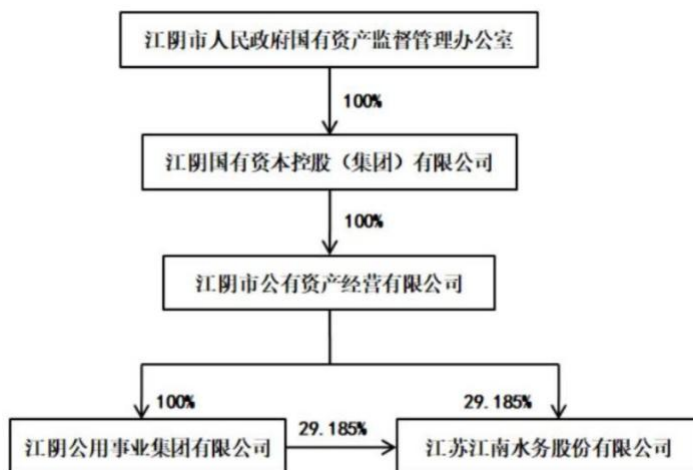 江阴市人民政府国有资产监督管理办公室
100%
江阴国有资本控股（集团）有限公司
100%
江阴市公有资产经营有限公司
100%
29.185%
29.185%
江阴公用事业集团有限公司
江苏江南水务股份有限公司